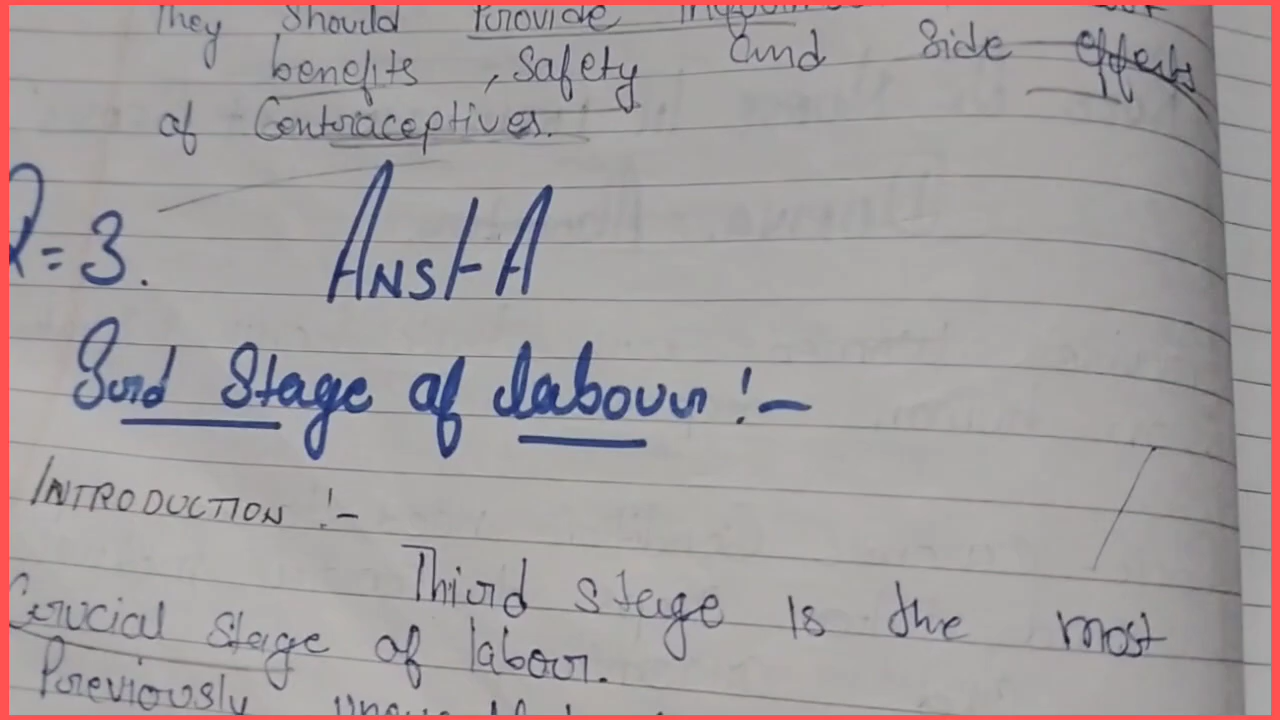 They should Provide
benefits, Safety and Side effects
of Contraceptives.
Q=3. Ans:-A
3rd Stage of labour :-
INTRODUCTION :-
Third stage is the most
Crucial stage of labour.
Previously